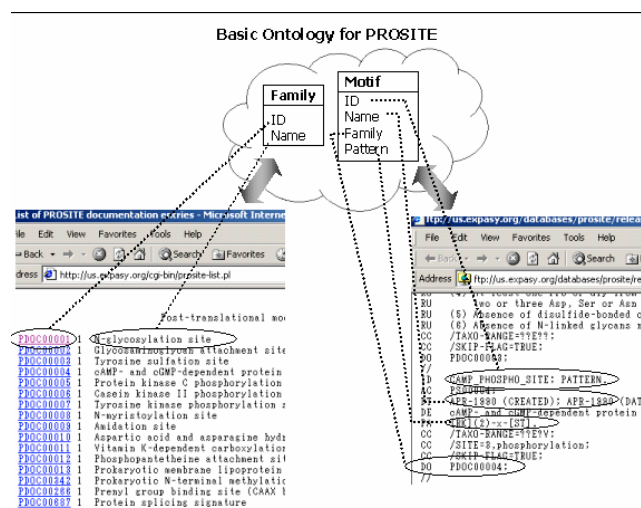 Basic Ontology for PROSITE
Family
ID
Name
Motif
ID
Name
Family
Pattern
List of PROSITE documentation entries - Microsoft Interne
File Edit View Favorites Tools Help
Back Search Favorites
dress http://us.expasy.org/cgi-bin/prosite-list.pl
Post-translational mod
PDOC00001 1 N-glycosylation site
PDOC00002 1 Glycosaminoglycan attachment site
PDOC00003 1 Tyrosine sulfation site
PDOC00004 1 cAMP- and cGMP-dependent protein
PDOC00005 1 Protein kinase C phosphorylation
PDOC00006 1 Casein kinase II phosphorylation
PDOC00007 1 Tyrosine kinase phosphorylation s
PDOC00008 1 N-myristoylation site
PDOC00009 1 Amidation site
PDOC00010 1 Aspartic acid and asparagine hyd
PDOC00011 1 Vitamin K-dependent carboxylation
PDOC00012 1 Phosphopantetheine attachment sit
PDOC00013 1 Prokaryotic membrane lipoprotein
PDOC00342 1 Prokaryotic N-terminal methylatic
PDOC00266 1 Prenyl group binding site (CAAX b
PDOC00687 1 Protein splicing signature
ftp://us.expasy.org/databases/prosite/relea
File Edit View Favorites Tools Help
Back Search
Address ftp://us.expasy.org/databases/prosite/re
RU two or three Asp, Ser or Asn
RU (5) Absence of disulfide-bonded c
RU (6) Absence of N-linked glycans
CC /TAXO-RANGE=??E??;
CC /SKIP-FLAG=TRUE;
DO PDOC00003;
//
ID CAMP_PHOSPHO_SITE; PATTERN.
AC PS00004;
DT APR-1990 (CREATED); APR-1990 (DAT
DE cAMP- and cGMP-dependent protein
PA [RK](2)-x-[ST].
CC /TAXO-RANGE=??E?V;
CC /SITE=3,phosphorylation;
CC /SKIP-FLAG=TRUE;
DO PDOC00004;
//